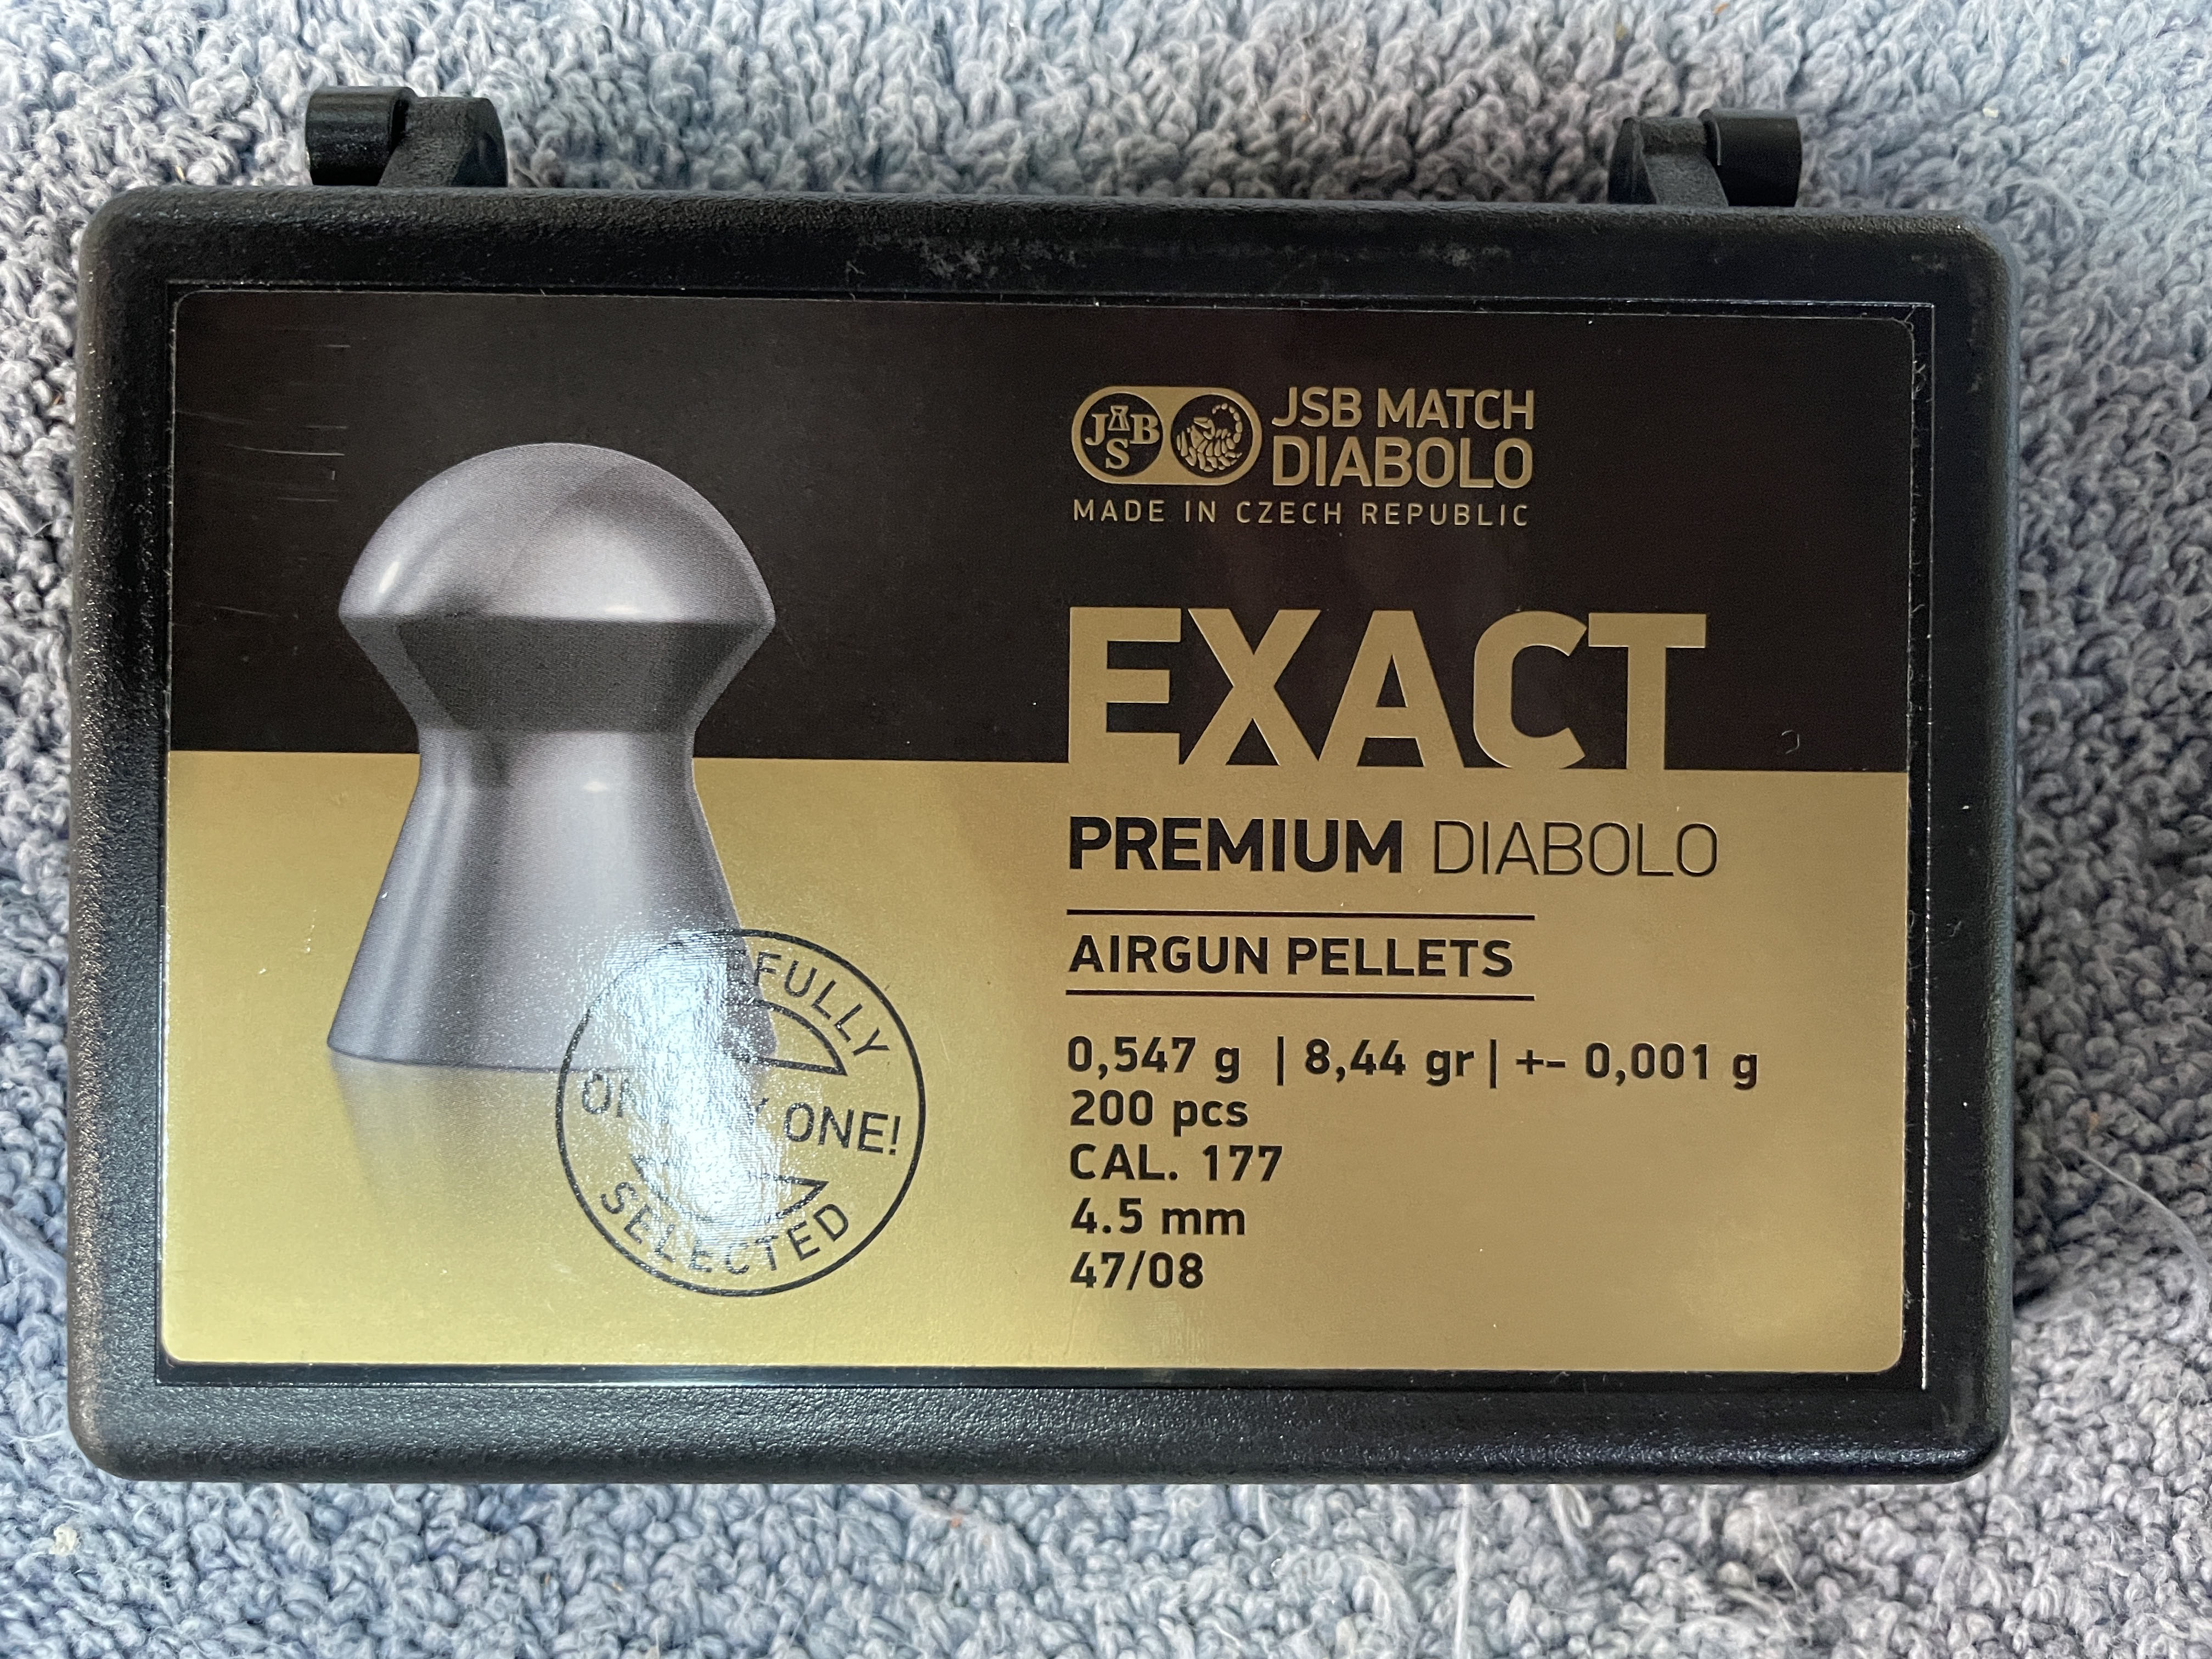 JSB
JSB MATCH
DIABOLO
MADE IN CZECH REPUBLIC
EXACT
PREMIUM DIABOLO
AIRGUN PELLETS
0,547 g | 8,44 gr | +- 0,001 g
200 pcs
CAL. 177
4.5 mm
47/08
ONE!
SELECTED